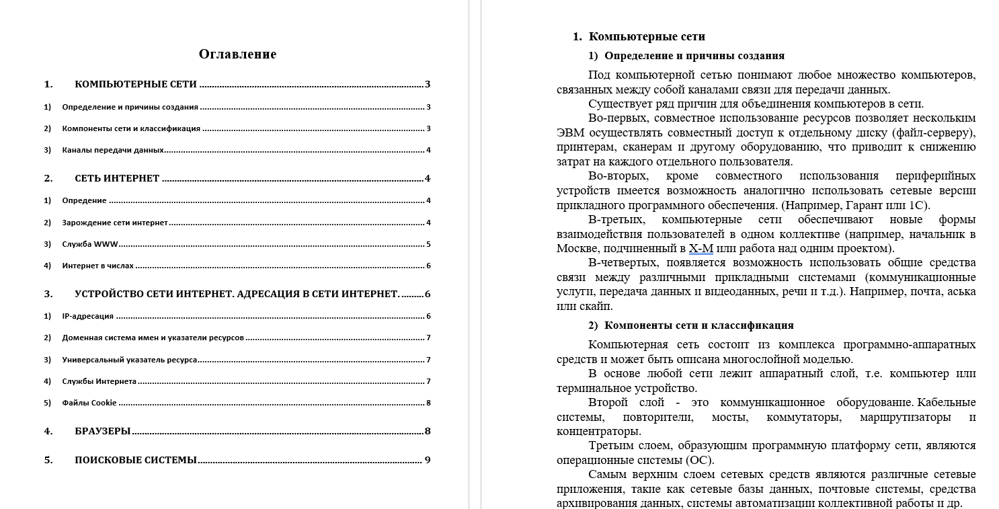 Оглавление
1. КОМПЬЮТЕРНЫЕ СЕТИ ........ 3
1) Определение и причины создания ........ 3
2) Компоненты сети и классификация ........ 3
3) Каналы передачи данных ........ 4
2. СЕТЬ ИНТЕРНЕТ ........ 4
1) Опредение ........ 4
2) Зарождение сети интернет ........ 4
3) Служба WWW ........ 5
4) Интернет в числах ........ 6
3. УСТРОЙСТВО СЕТИ ИНТЕРНЕТ. АДРЕСАЦИЯ В СЕТИ ИНТЕРНЕТ. ........ 6
1) IP-адресация ........ 6
2) Доменная система имен и указатели ресурсов ........ 7
3) Универсальный указатель ресурса ........ 7
4) Службы Интернета ........ 7
5) Файлы Cookie ........ 8
4. БРАУЗЕРЫ ........ 8
5. ПОИСКОВЫЕ СИСТЕМЫ ........ 9
1. Компьютерные сети
1) Определение и причины создания
Под компьютерной сетью понимают любое множество компьютеров,
связанных между собой каналами связи для передачи данных.
Существует ряд причин для объединения компьютеров в сети.
Во-первых, совместное использование ресурсов позволяет нескольким
ЭВМ осуществлять совместный доступ к отдельному диску (файл-серверу),
принтерам, сканерам и другому оборудованию, что приводит к снижению
затрат на каждого отдельного пользователя.
Во-вторых, кроме совместного использования периферийных
устройств имеется возможность аналогично использовать сетевые версии
прикладного программного обеспечения. (Например, Гарант или 1С).
В-третьих, компьютерные сети обеспечивают новые формы
взаимодействия пользователей в одном коллективе (например, начальник в
Москве, подчиненный в Х-М или работа над одним проектом).
В-четвертых, появляется возможность использовать общие средства
связи между различными прикладными системами (коммуникационные
услуги, передача данных и видеоданных, речи и т.д.). Например, почта, аська
или скайп.
2) Компоненты сети и классификация
Компьютерная сеть состоит из комплекса программно-аппаратных
средств и может быть описана многослойной моделью.
В основе любой сети лежит аппаратный слой, т.е. компьютер или
терминальное устройство.
Второй слой - это коммуникационное оборудование. Кабельные
системы, повторители, мосты, коммутаторы, маршрутизаторы и
концентраторы.
Третьим слоем, образующим программную платформу сети, являются
операционные системы (ОС).
Самым верхним слоем сетевых средств являются различные сетевые
приложения, такие как сетевые базы данных, почтовые системы, средства
архивирования данных, системы автоматизации коллективной работы и др.